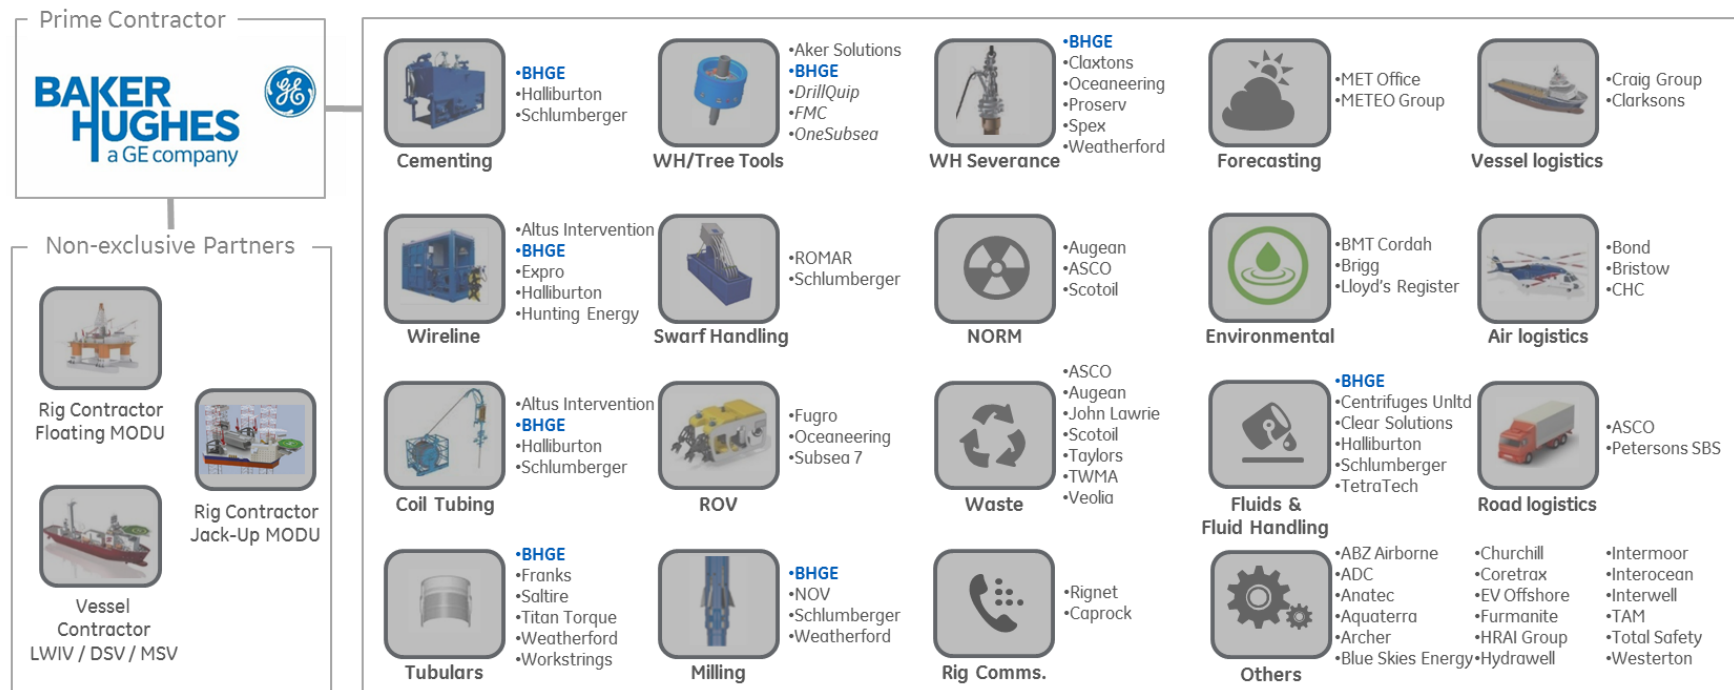 Prime Contractor
BAKER
HUGHES
a GE company
GE
Non-exclusive Partners
Rig Contractor
Floating MODU
Rig Contractor
Jack-Up MODU
Vessel
Contractor
LWIV / DSV / MSV
•BHGE
•Halliburton
•Schlumberger
Cementing
•Aker Solutions
•BHGE
•DrillQuip
•FMC
•OneSubsea
WH/Tree Tools
•BHGE
•Claxtons
•Oceaneering
•Proserv
•Spex
•Weatherford
WH Severance
•MET Office
•METEO Group
Forecasting
•Craig Group
•Clarksons
Vessel logistics
•Altus Intervention
•BHGE
•Expro
•Halliburton
•Hunting Energy
Wireline
•ROMAR
•Schlumberger
Swarf Handling
•Augean
•ASCO
•Scotoil
NORM
•BMT Cordah
•Brigg
•Lloyd's Register
Environmental
•Bond
•Bristow
•CHC
Air logistics
•Altus Intervention
•BHGE
•Halliburton
•Schlumberger
Coil Tubing
•Fugro
•Oceaneering
•Subsea 7
ROV
•ASCO
•Augean
•John Lawrie
•Scotoil
•Taylors
•TWMA
•Veolia
Waste
•BHGE
•Centrifuges Unltd
•Clear Solutions
•Halliburton
•Schlumberger
•TetraTech
Fluids &
Fluid Handling
•ASCO
•Petersons SBS
Road logistics
•BHGE
•Franks
•Saltire
•Titan Torque
•Weatherford
•Workstrings
Tubulars
•BHGE
•NOV
•Schlumberger
•Weatherford
Milling
•Rignet
•Caprock
Rig Comms.
•ABZ Airborne
•ADC
•Anatec
•Aquaterra
•Archer
•Blue Skies Energy
•Churchill
•Coretrax
•EV Offshore
•Furmanite
•HRAI Group
•Hydrawell
•Intermoor
•Interocean
•Interwell
•TAM
•Total Safety
•Westerton
Others